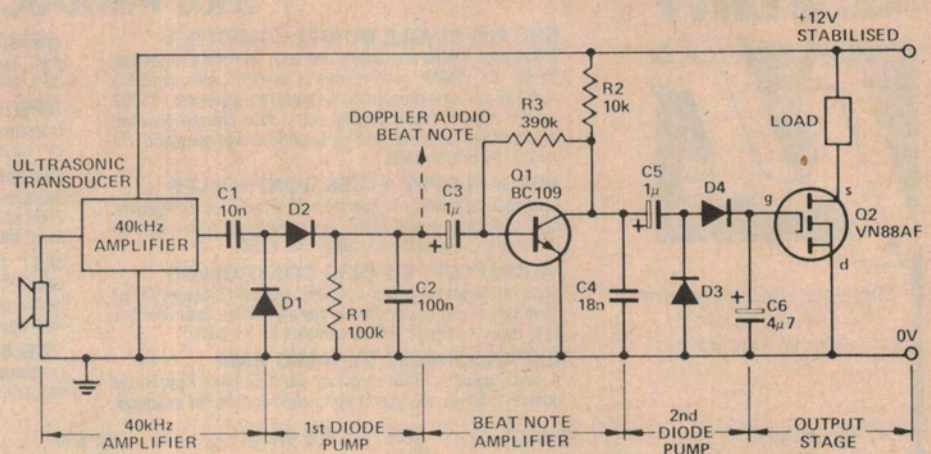 +12V
STABILISED
R2
10k
R3
390k
DOPPLER AUDIO
BEAT NOTE
LOAD
ULTRASONIC
TRANSDUCER
Q1
BC109
C1
10n
D2
C3
1μ
+
C5
1μ
+
D4
g
s
Q2
VN88AF
d
40kHz
AMPLIFIER
D1
R1
100k
C2
100n
C4
18n
D3
+
C6
4μ7
0V
40kHz
AMPLIFIER
1st DIODE
PUMP
BEAT NOTE
AMPLIFIER
2nd
DIODE
PUMP
OUTPUT
STAGE